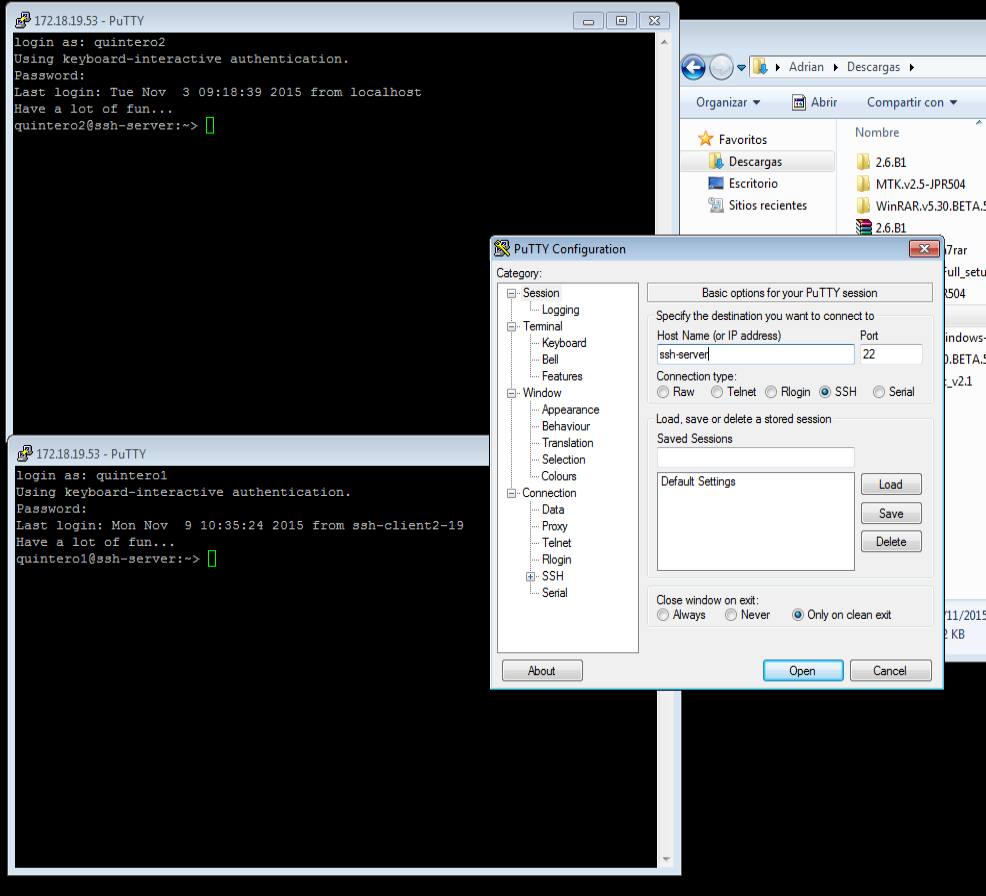 172.18.19.53 - PuTTY
login as: quintero2
Using keyboard-interactive authentication.
Password:
Last login: Tue Nov  3 09:18:39 2015 from localhost
Have a lot of fun...
quintero2@ssh-server:~>
Adrian Descargas
Organizar Abrir Compartir con
Favoritos
Descargas
Escritorio
Sitios recientes
Nombre
2.6.B1
MTK.v2.5-JPR504
WinRAR.v5.30.BETA.5
2.6.B1
7rar
ull_setu
504
indows-
.BETA.5
_v2.1
/11/2015
KB
PuTTY Configuration
Category:
Session
Logging
Terminal
Keyboard
Bell
Features
Window
Appearance
Behaviour
Translation
Selection
Colours
Connection
Data
Proxy
Telnet
Rlogin
SSH
Serial
Basic options for your PuTTY session
Specify the destination you want to connect to
Host Name (or IP address) Port
ssh-server 22
Connection type:
Raw Telnet Rlogin SSH Serial
Load, save or delete a stored session
Saved Sessions
Default Settings
Load
Save
Delete
Close window on exit:
Always Never Only on clean exit
About Open Cancel
172.18.19.53 - PuTTY
login as: quintero1
Using keyboard-interactive authentication.
Password:
Last login: Mon Nov  9 10:35:24 2015 from ssh-client2-19
Have a lot of fun...
quintero1@ssh-server:~>